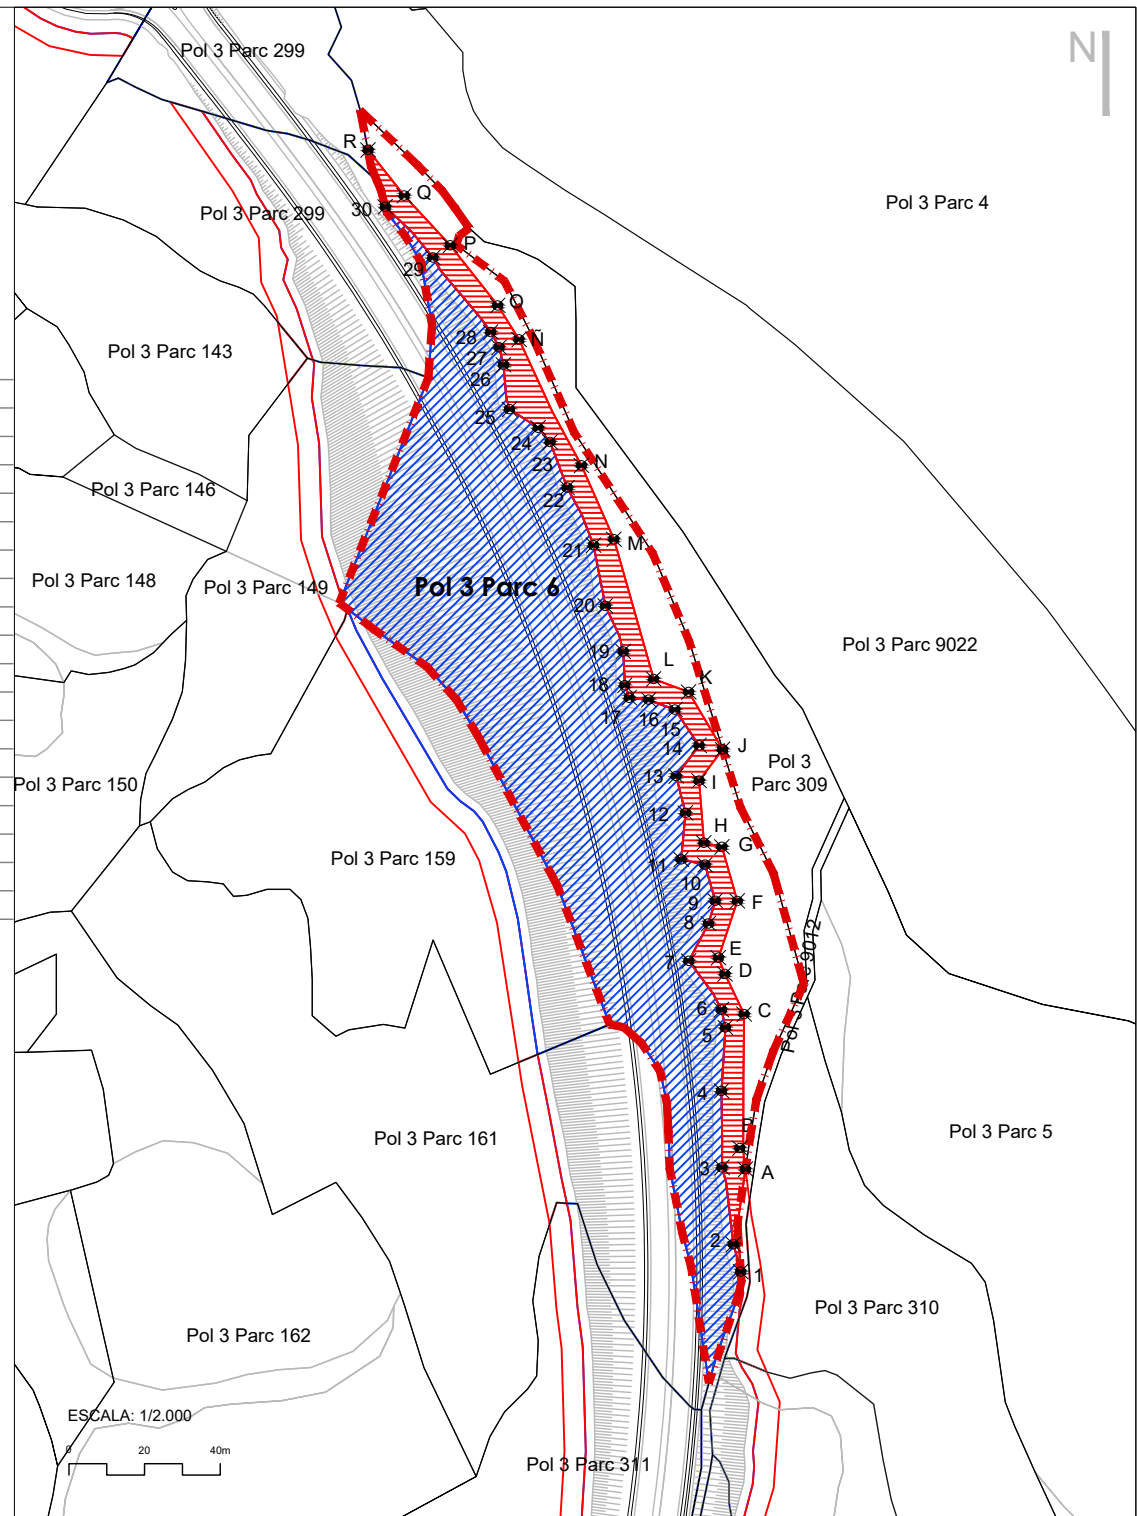 N
Pol 3 Parc 299
R
Q
Pol 3 Parc 4
30
Pol 3 Parc 299
P
29
O
28
Ñ
27
Pol 3 Parc 143
26
25
24
23
N
Pol 3 Parc 146
22
21
M
Pol 3 Parc 148
Pol 3 Parc 149
Pol 3 Parc 6
20
Pol 3 Parc 9022
19
L
18
K
17
16
15
14
J
Pol 3
Parc 309
13
I
Pol 3 Parc 150
12
H
G
Pol 3 Parc 159
11
10
9
F
8
E
7
D
Pol 3 Parc 9012
6
C
5
4
Pol 3 Parc 161
B
Pol 3 Parc 5
3
A
2
1
Pol 3 Parc 310
Pol 3 Parc 162
ESCALA: 1/2.000
0 20 40m
Pol 3 Parc 311